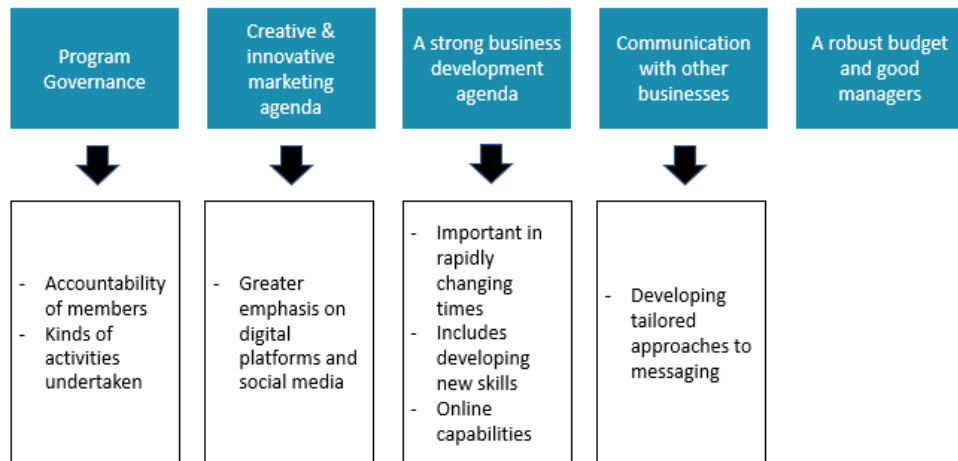 Program
Governance
Creative &
innovative
marketing
agenda
A strong business
development
agenda
Communication
with other
businesses
A robust budget
and good
managers
- Accountability
of members
- Kinds of
activities
undertaken
- Greater
emphasis on
digital
platforms and
social media
- Important in
rapidly
changing
times
- Includes
developing
new skills
- Online
capabilities
- Developing
tailored
approaches to
messaging